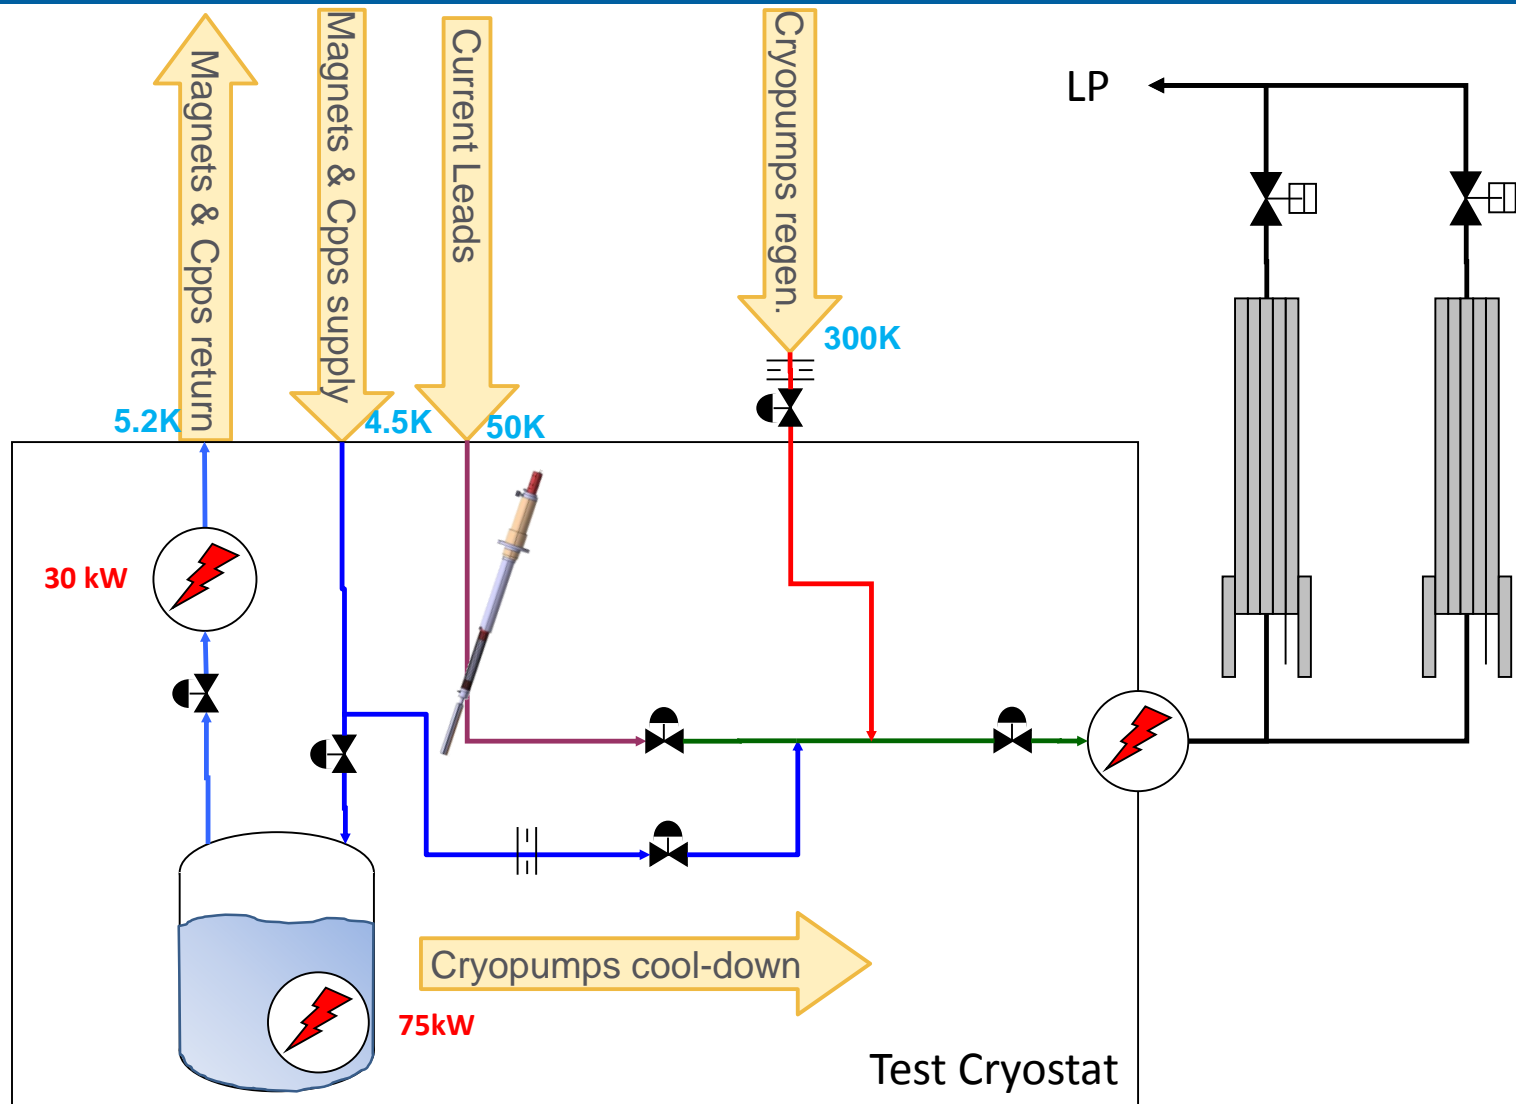 Magnets & Cpps return
Magnets & Cpps supply
Current Leads
Cryopumps regen.
LP
300K
5.2K
4.5K
50K
30 kW
Cryopumps cool-down
75kW
Test Cryostat